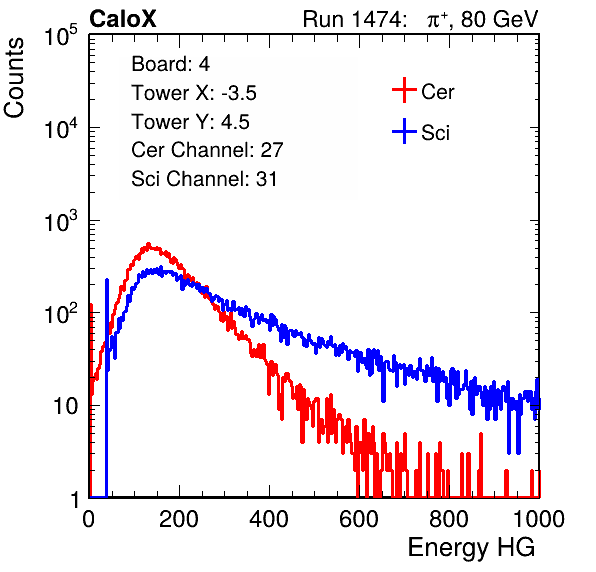 CaloX Run 1474: π⁺, 80 GeV
Counts
Board: 4
Tower X: -3.5
Tower Y: 4.5
Cer Channel: 27
Sci Channel: 31
Cer
Sci
10⁵
10⁴
10³
10²
10
1
0 200 400 600 800 1000
Energy HG